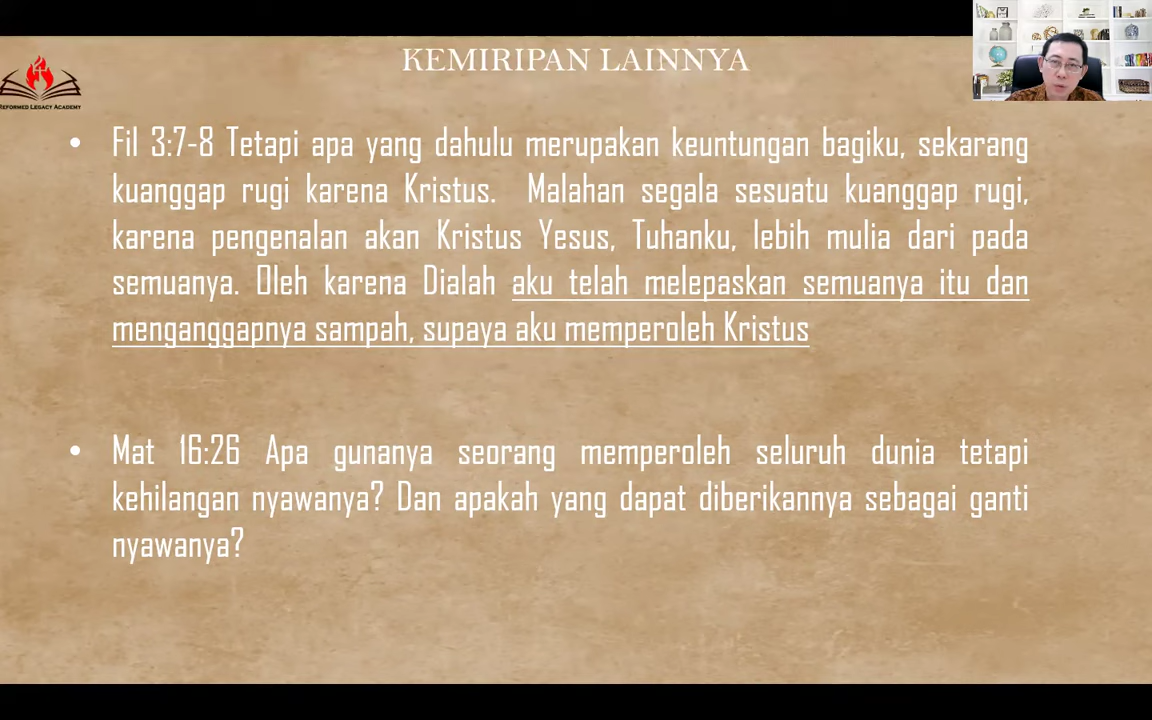 KEMIRIPAN LAINNYA
REFORMED LEGACY ACADEMY
• Fil 3:7-8 Tetapi apa yang dahulu merupakan keuntungan bagiku, sekarang
kuanggap rugi karena Kristus. Malahan segala sesuatu kuanggap rugi,
karena pengenalan akan Kristus Yesus, Tuhanku, lebih mulia dari pada
semuanya. Oleh karena Dialah aku telah melepaskan semuanya itu dan
menganggapnya sampah, supaya aku memperoleh Kristus
• Mat 16:26 Apa gunanya seorang memperoleh seluruh dunia tetapi
kehilangan nyawanya? Dan apakah yang dapat diberikannya sebagai ganti
nyawanya?